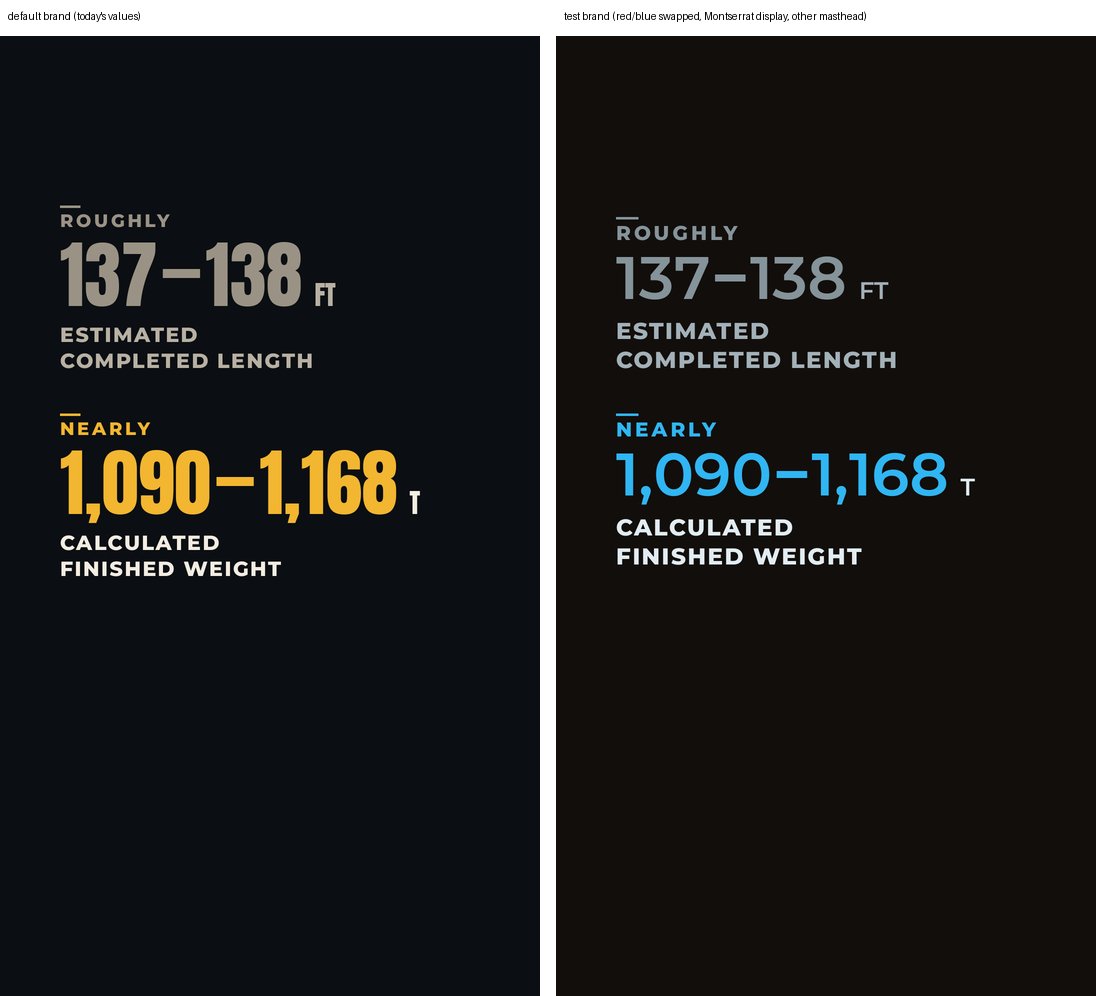 default brand (today's values)
ROUGHLY
137–138 FT
ESTIMATED
COMPLETED LENGTH
NEARLY
1,090–1,168 T
CALCULATED
FINISHED WEIGHT
test brand (red/blue swapped, Montserrat display, other masthead)
ROUGHLY
137–138 FT
ESTIMATED
COMPLETED LENGTH
NEARLY
1,090–1,168 T
CALCULATED
FINISHED WEIGHT